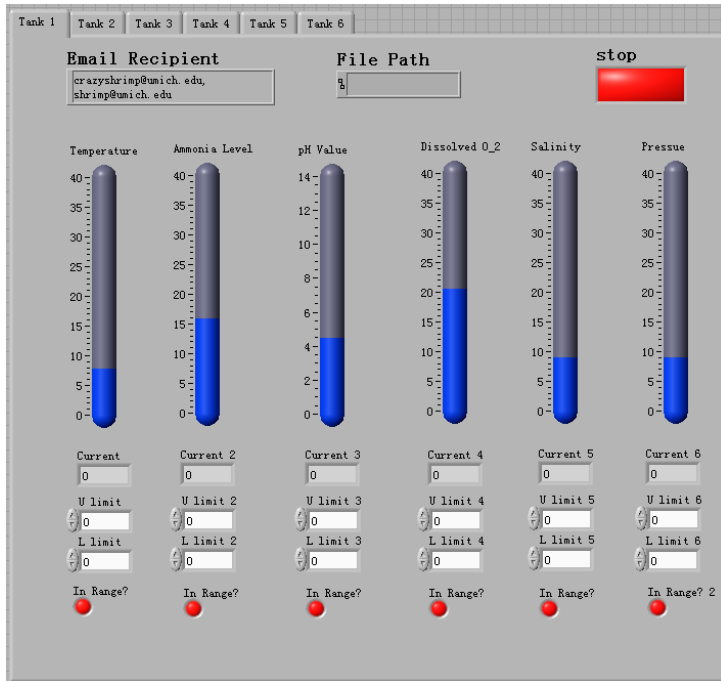 Tank 1 Tank 2 Tank 3 Tank 4 Tank 5 Tank 6
Email Recipient File Path stop
crazyshrimp@umich.edu,
shrimp@umich.edu
Temperature Ammonia Level pH Value Dissolved O_2 Salinity Pressue
40 40 14 40 40 40
35 35 12 35 35 35
30 30 10 30 30 30
25 25 8 25 25 25
20 20 6 20 20 20
15 15 4 15 15 15
10 10 2 10 10 10
5 5 0 5 5 5
0 0 0 0 0
Current Current 2 Current 3 Current 4 Current 5 Current 6
0 0 0 0 0 0
U limit U limit 2 U limit 3 U limit 4 U limit 5 U limit 6
0 0 0 0 0 0
L limit L limit 2 L limit 3 L limit 4 L limit 5 L limit 6
0 0 0 0 0 0
In Range? In Range? In Range? In Range? In Range? In Range? 2